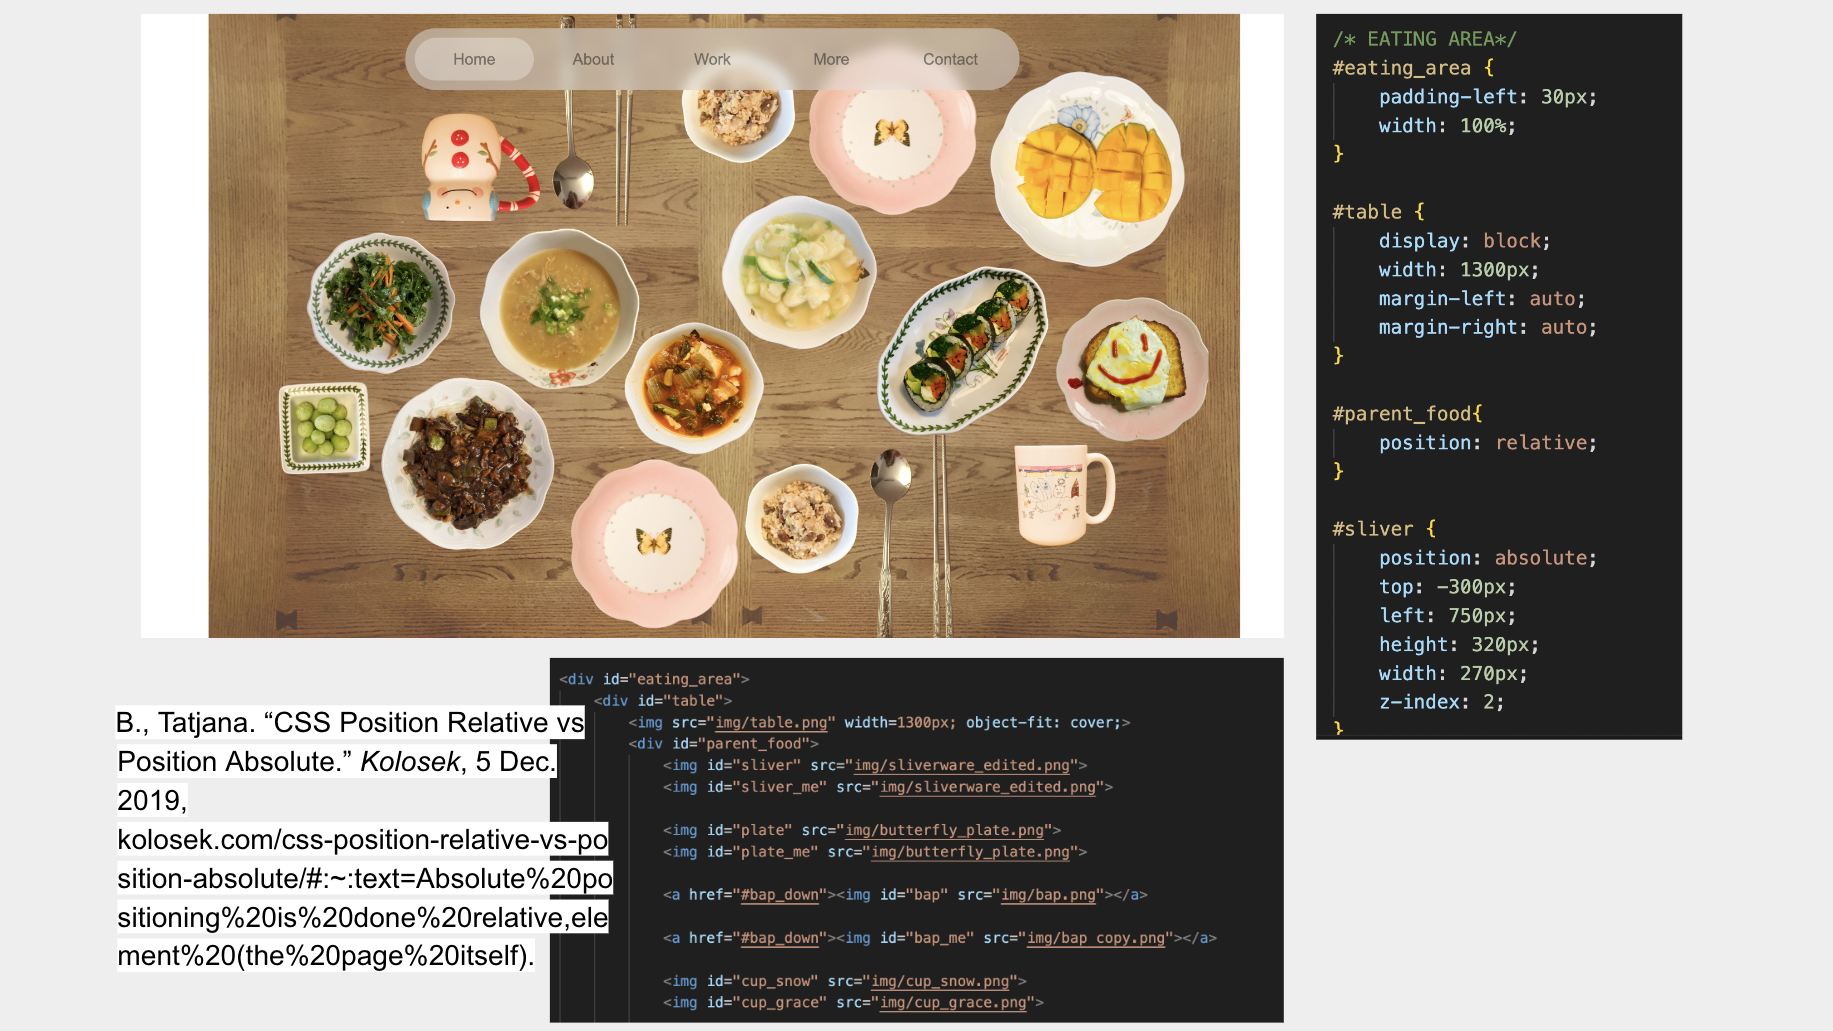 Home About Work More Contact
/* EATING AREA*/
#eating_area {
padding-left: 30px;
width: 100%;
}
#table {
display: block;
width: 1300px;
margin-left: auto;
margin-right: auto;
}
#parent_food{
position: relative;
}
#sliver {
position: absolute;
top: -300px;
left: 750px;
height: 320px;
width: 270px;
z-index: 2;
}
B., Tatjana. “CSS Position Relative vs
Position Absolute.” Kolosek, 5 Dec.
2019,
kolosek.com/css-position-relative-vs-po
sition-absolute/#:~:text=Absolute%20po
sitioning%20is%20done%20relative,ele
ment%20(the%20page%20itself).
<div id="eating_area">
<div id="table">
<img src="img/table.png" width=1300px; object-fit: cover;>
<div id="parent_food">
<img id="sliver" src="img/sliverware_edited.png">
<img id="sliver_me" src="img/sliverware_edited.png">
<img id="plate" src="img/butterfly_plate.png">
<img id="plate_me" src="img/butterfly_plate.png">
<a href="#bap_down"><img id="bap" src="img/bap.png"></a>
<a href="#bap_down"><img id="bap_me" src="img/bap copy.png"></a>
<img id="cup_snow" src="img/cup_snow.png">
<img id="cup_grace" src="img/cup_grace.png">